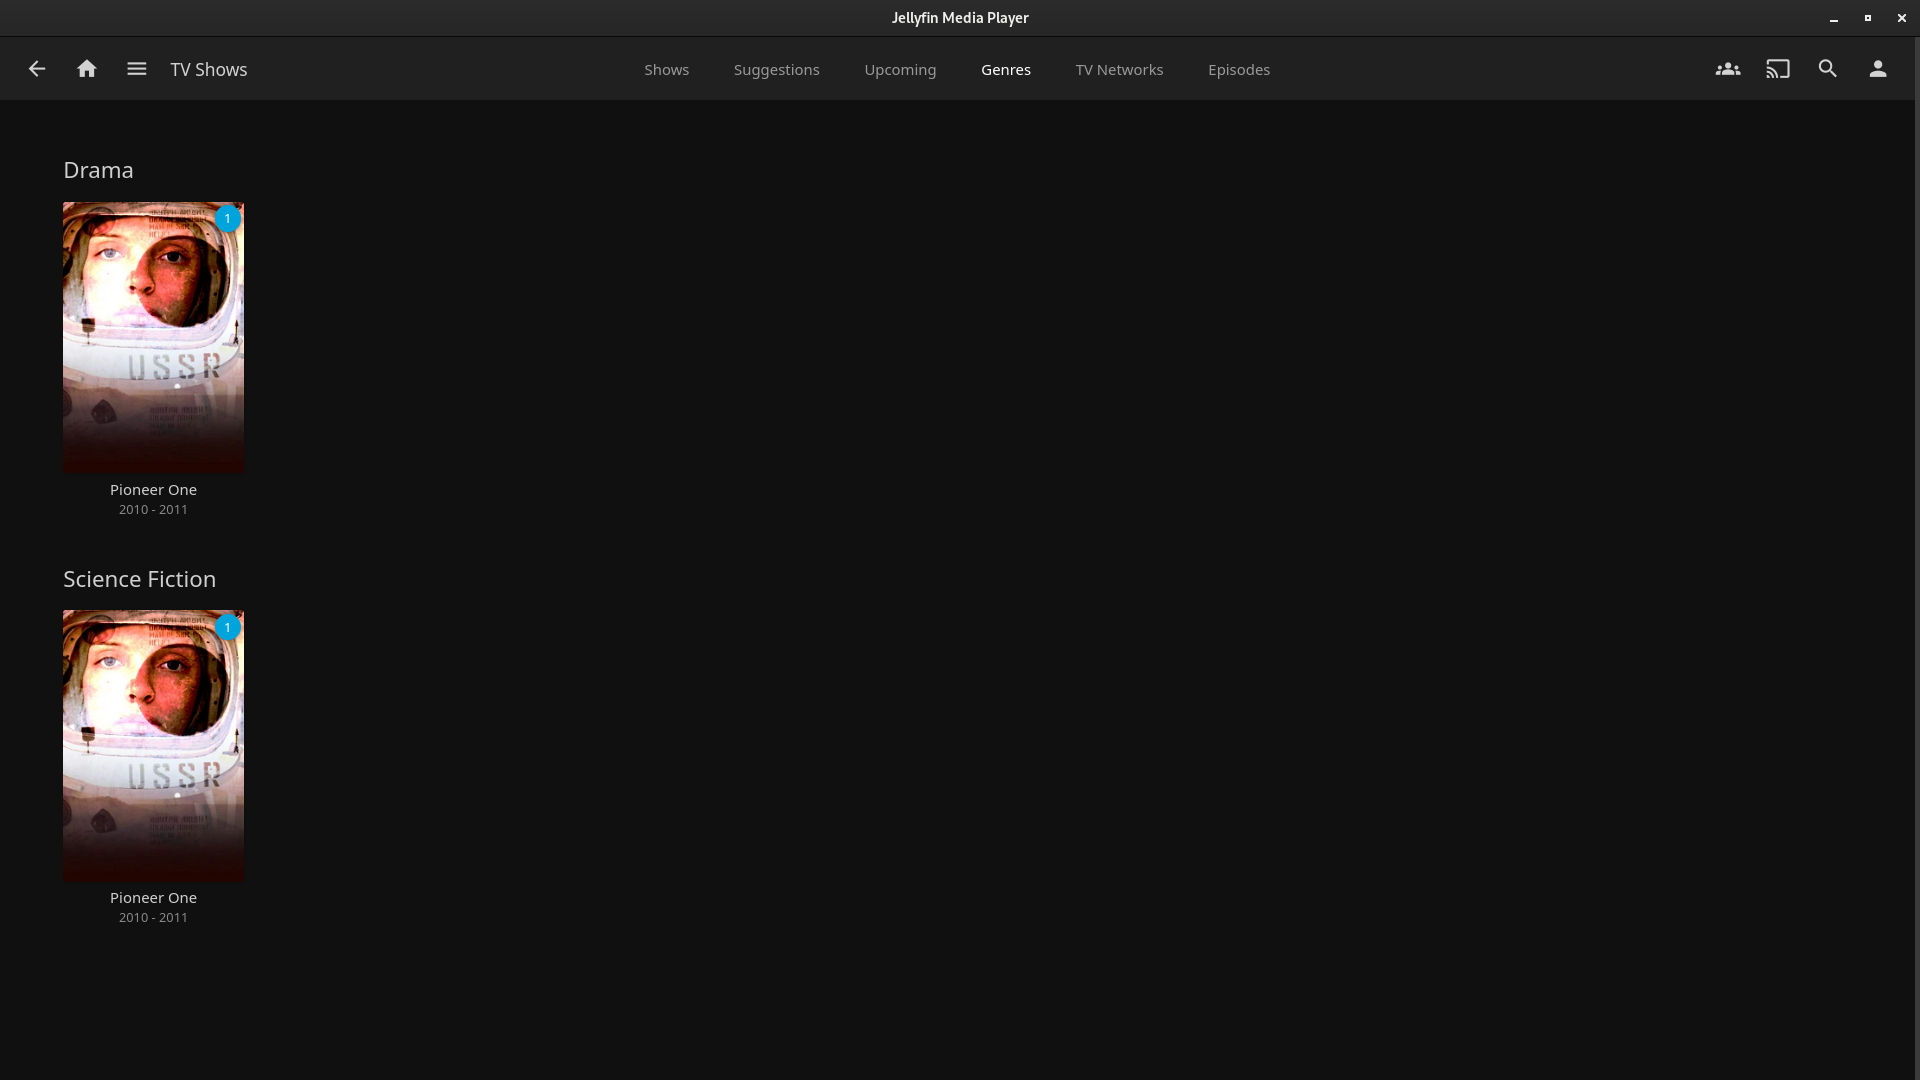 Jellyfin Media Player
TV Shows
Shows
Suggestions
Upcoming
Genres
TV Networks
Episodes
Drama
1
USSR
Pioneer One
2010 - 2011
Science Fiction
1
USSR
Pioneer One
2010 - 2011